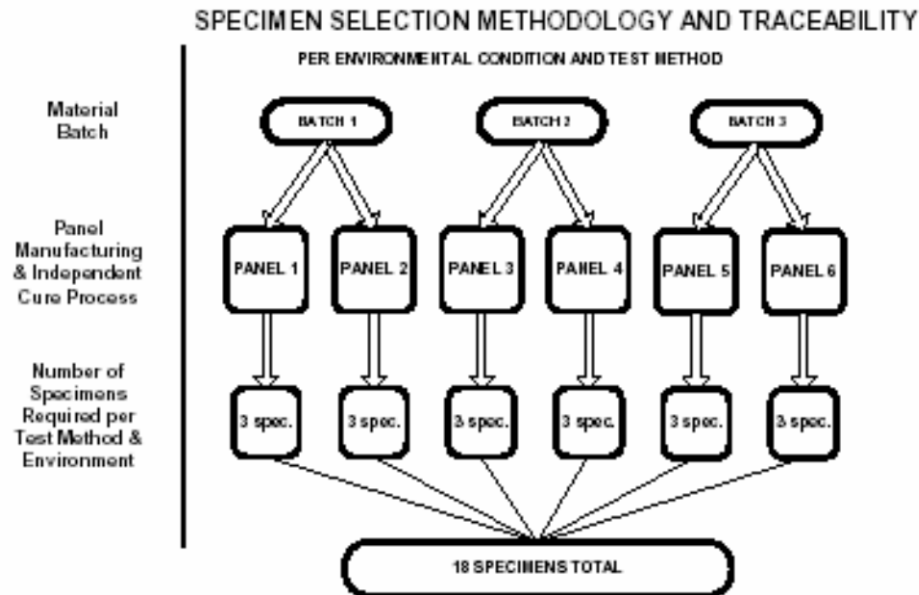 SPECIMEN SELECTION METHODOLOGY AND TRACEABILITY
PER ENVIRONMENTAL CONDITION AND TEST METHOD
Material
Batch
BATCH 1
BATCH 2
BATCH 3
Panel
Manufacturing
& Independent
Cure Process
PANEL 1
PANEL 2
PANEL 3
PANEL 4
PANEL 5
PANEL 6
Number of
Specimens
Required per
Test Method &
Environment
3 spec.
3 spec.
3 spec.
3 spec.
3 spec.
3 spec.
18 SPECIMENS TOTAL